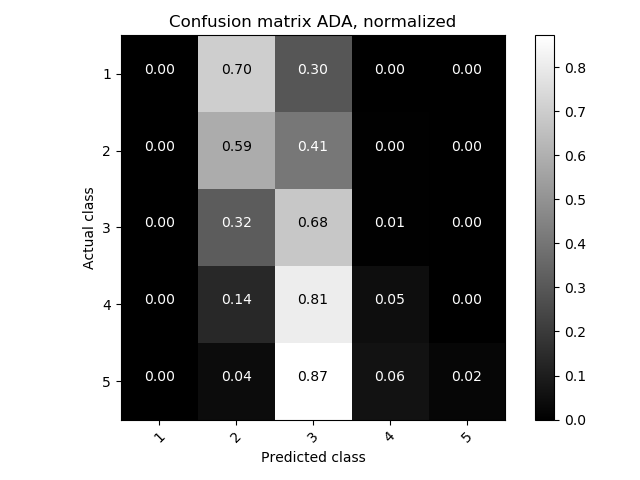 Confusion matrix ADA, normalized
Actual class
1 0.00 0.70 0.30 0.00 0.00
2 0.00 0.59 0.41 0.00 0.00
3 0.00 0.32 0.68 0.01 0.00
4 0.00 0.14 0.81 0.05 0.00
5 0.00 0.04 0.87 0.06 0.02
1 2 3 4 5
Predicted class
0.8
0.7
0.6
0.5
0.4
0.3
0.2
0.1
0.0